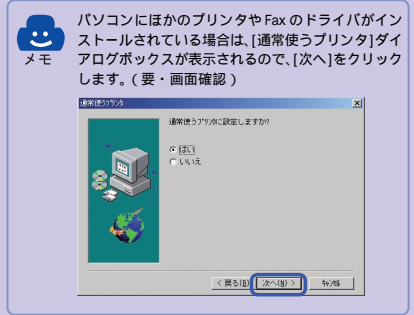 パソコンにほかのプリンタや Fax のドライバがイン
ストールされている場合は、[通常使うプリンタ]ダイ
アログボックスが表示されるので、[次へ]をクリック
します。(要・画面確認)
メモ
通常使うプリンタ
通常使うプリンタに設定しますか?
はい
いいえ
< 戻る(B)
次へ(N) >
キャンセル